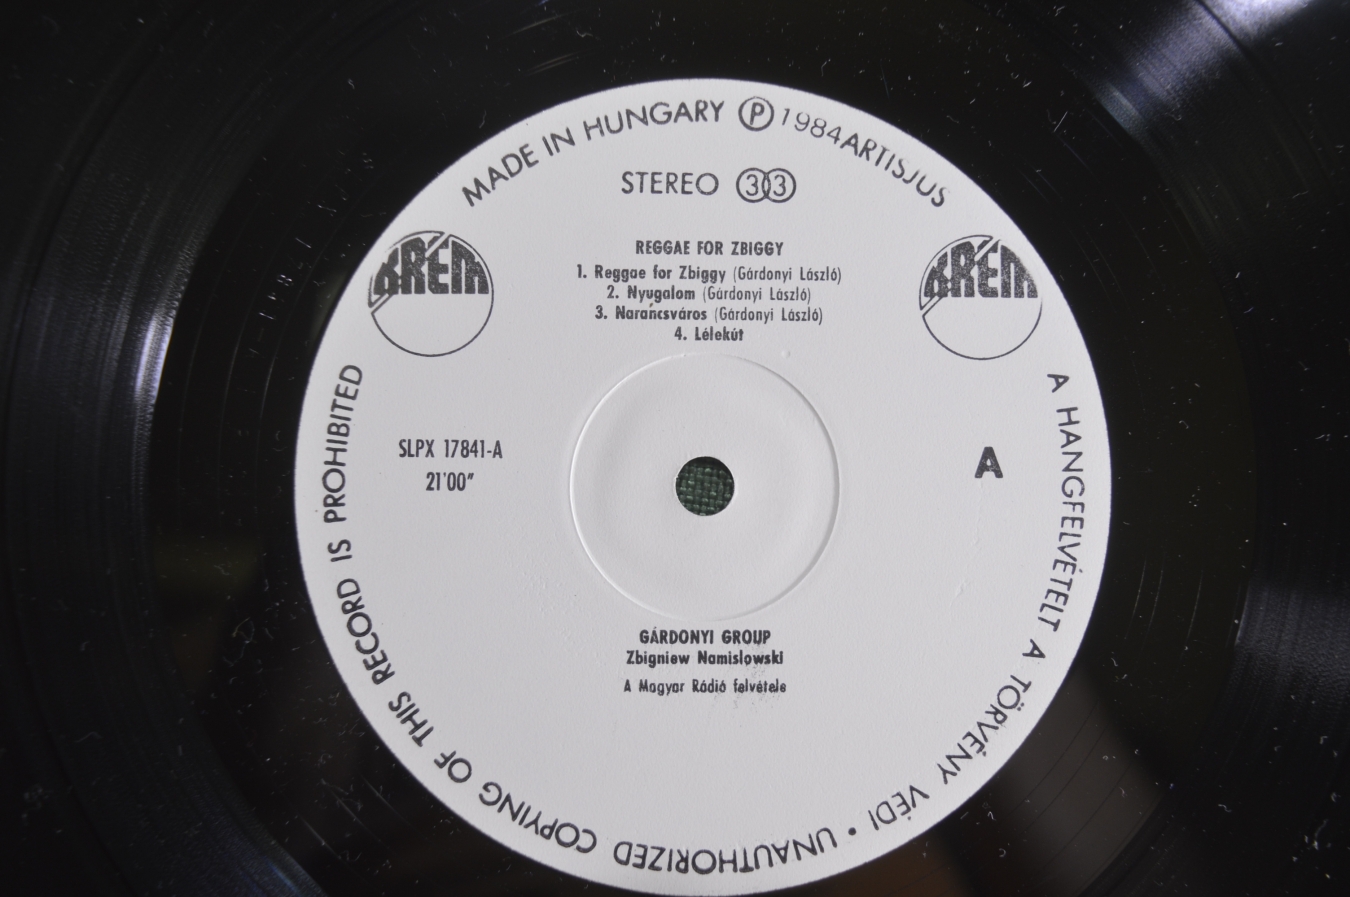 MADE IN HUNGARY Ⓟ 1984 ARTISJUS
STEREO 33
KRÉM
KRÉM
REGGAE FOR ZBIGGY
1. Reggae for Zbiggy (Gárdonyi László)
2. Nyugalom (Gárdonyi László)
3. Narancsváros (Gárdonyi László)
4. Lélekút
SLPX 17841-A
21'00"
A
GÁRDONYI GROUP
Zbigniew Namislowski
A Magyar Rádió felvétele
A HANGFELVÉTELT A TÖRVÉNY VÉDI • UNAUTHORIZED COPYING OF THIS RECORD IS PROHIBITED